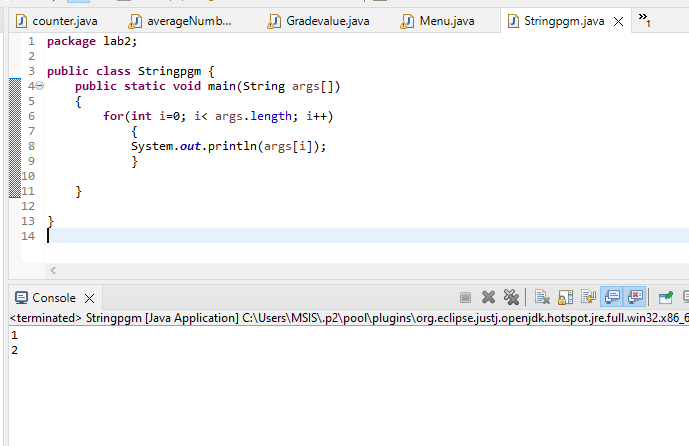 counter.java averageNumb... Gradevalue.java Menu.java Stringpgm.java »1
1 package lab2;
2
3 public class Stringpgm {
4 public static void main(String args[])
5 {
6 for(int i=0; i< args.length; i++)
7 {
8 System.out.println(args[i]);
9 }
10
11 }
12
13 }
14
Console
<terminated> Stringpgm [Java Application] C:\Users\MSIS\.p2\pool\plugins\org.eclipse.justj.openjdk.hotspot.jre.full.win32.x86_6
1
2